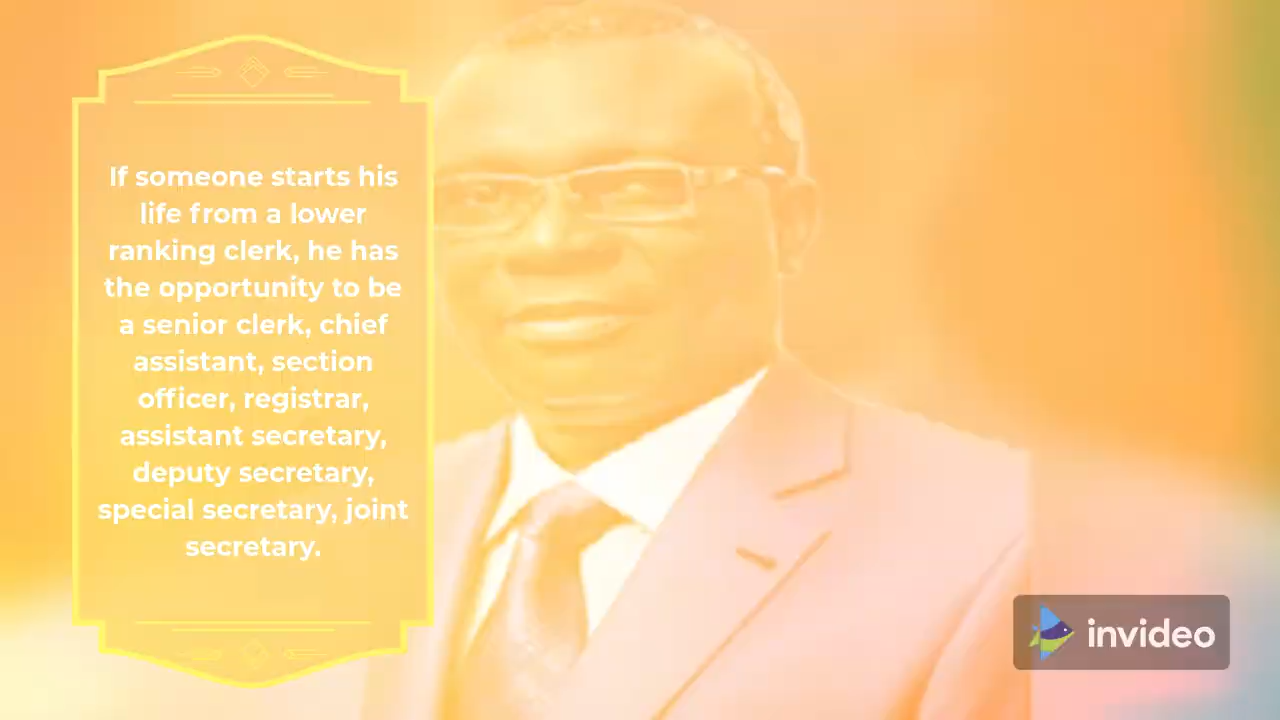 If someone starts his
life from a lower
ranking clerk, he has
the opportunity to be
a senior clerk, chief
assistant, section
officer, registrar,
assistant secretary,
deputy secretary,
special secretary, joint
secretary.
invideo